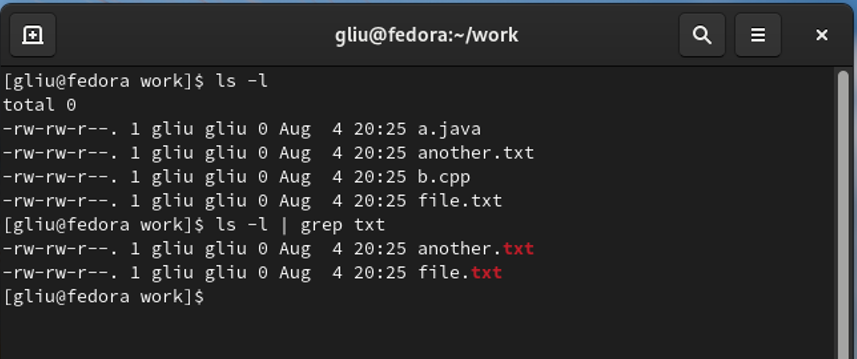 gliu@fedora:~/work
[gliu@fedora work]$ ls -l
total 0
-rw-rw-r--. 1 gliu gliu 0 Aug  4 20:25 a.java
-rw-rw-r--. 1 gliu gliu 0 Aug  4 20:25 another.txt
-rw-rw-r--. 1 gliu gliu 0 Aug  4 20:25 b.cpp
-rw-rw-r--. 1 gliu gliu 0 Aug  4 20:25 file.txt
[gliu@fedora work]$ ls -l | grep txt
-rw-rw-r--. 1 gliu gliu 0 Aug  4 20:25 another.txt
-rw-rw-r--. 1 gliu gliu 0 Aug  4 20:25 file.txt
[gliu@fedora work]$